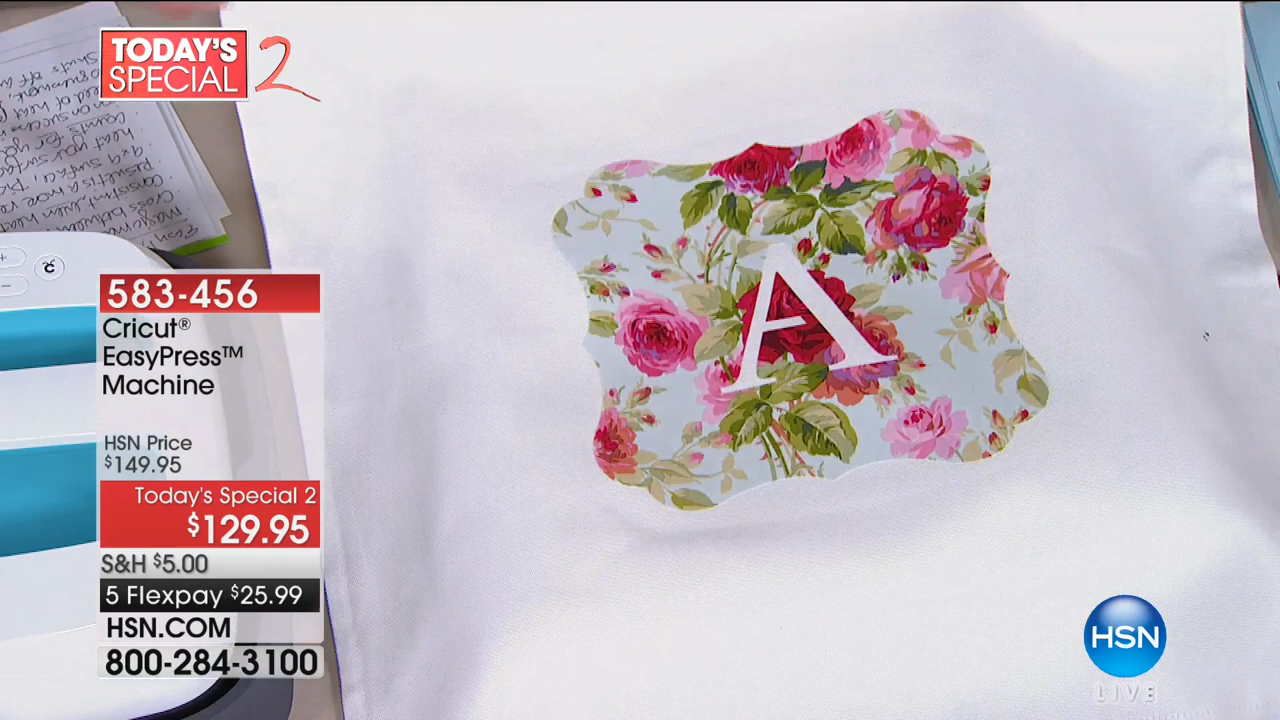 TODAY'S
SPECIAL 2
583-456
Cricut®
EasyPress™
Machine
HSN Price
$149.95
Today's Special 2
$129.95
S&H $5.00
5 Flexpay $25.99
HSN.COM
800-284-3100
A
HSN
LIVE